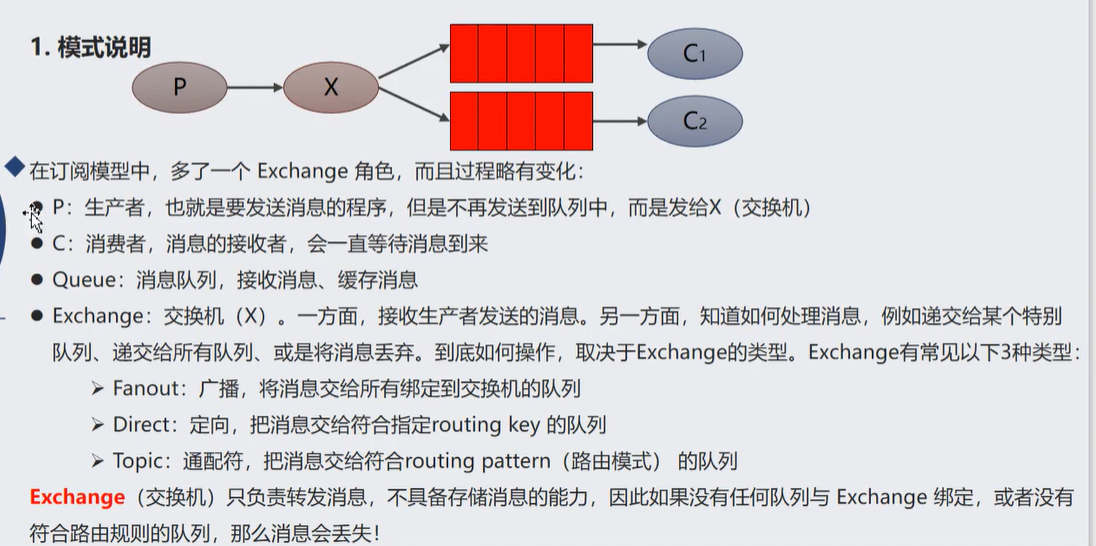 1. 模式说明
P
X
C1
C2
在订阅模型中，多了一个 Exchange 角色，而且过程略有变化：
P：生产者，也就是要发送消息的程序，但是不再发送到队列中，而是发给X（交换机）
C：消费者，消息的接收者，会一直等待消息到来
Queue：消息队列，接收消息、缓存消息
Exchange：交换机（X）。一方面，接收生产者发送的消息。另一方面，知道如何处理消息，例如递交给某个特别
队列、递交给所有队列、或是将消息丢弃。到底如何操作，取决于Exchange的类型。Exchange有常见以下3种类型：
Fanout：广播，将消息交给所有绑定到交换机的队列
Direct：定向，把消息交给符合指定routing key 的队列
Topic：通配符，把消息交给符合routing pattern（路由模式） 的队列
Exchange（交换机）只负责转发消息，不具备存储消息的能力，因此如果没有任何队列与 Exchange 绑定，或者没有
符合路由规则的队列，那么消息会丢失！